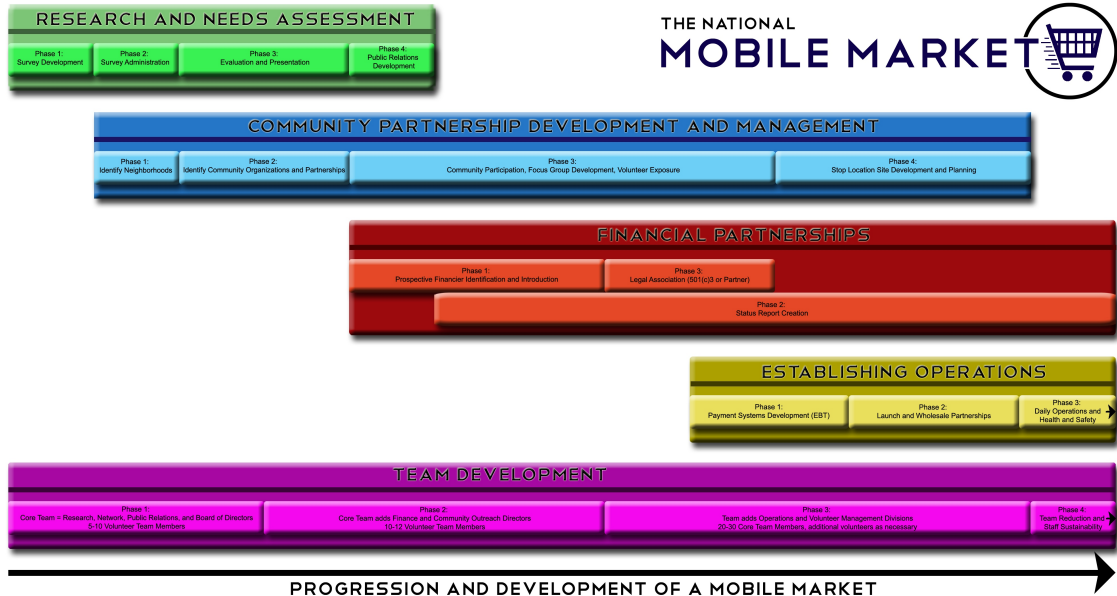 RESEARCH AND NEEDS ASSESSMENT
Phase 1:
Survey Development
Phase 2:
Survey Administration
Phase 3:
Evaluation and Presentation
Phase 4:
Public Relations
Development
THE NATIONAL
MOBILE MARKET
COMMUNITY PARTNERSHIP DEVELOPMENT AND MANAGEMENT
Phase 1:
Identify Neighborhoods
Phase 2:
Identify Community Organizations and Partnerships
Phase 3:
Community Participation, Focus Group Development, Volunteer Exposure
Phase 4:
Stop Location Site Development and Planning
FINANCIAL PARTNERSHIPS
Phase 1:
Prospective Financier Identification and Introduction
Phase 3:
Legal Association (501(c)3 or Partner)
Phase 2:
Status Report Creation
ESTABLISHING OPERATIONS
Phase 1:
Payment Systems Development (EBT)
Phase 2:
Launch and Wholesale Partnerships
Phase 3:
Daily Operations and
Health and Safety
TEAM DEVELOPMENT
Phase 1:
Core Team = Research, Network, Public Relations, and Board of Directors
5-10 Volunteer Team Members
Phase 2:
Core Team adds Finance and Community Outreach Directors
10-12 Volunteer Team Members
Phase 3:
Team adds Operations and Volunteer Management Divisions
20-30 Core Team Members, additional volunteers as necessary
Phase 4:
Team Reduction and
Staff Sustainability
PROGRESSION AND DEVELOPMENT OF A MOBILE MARKET